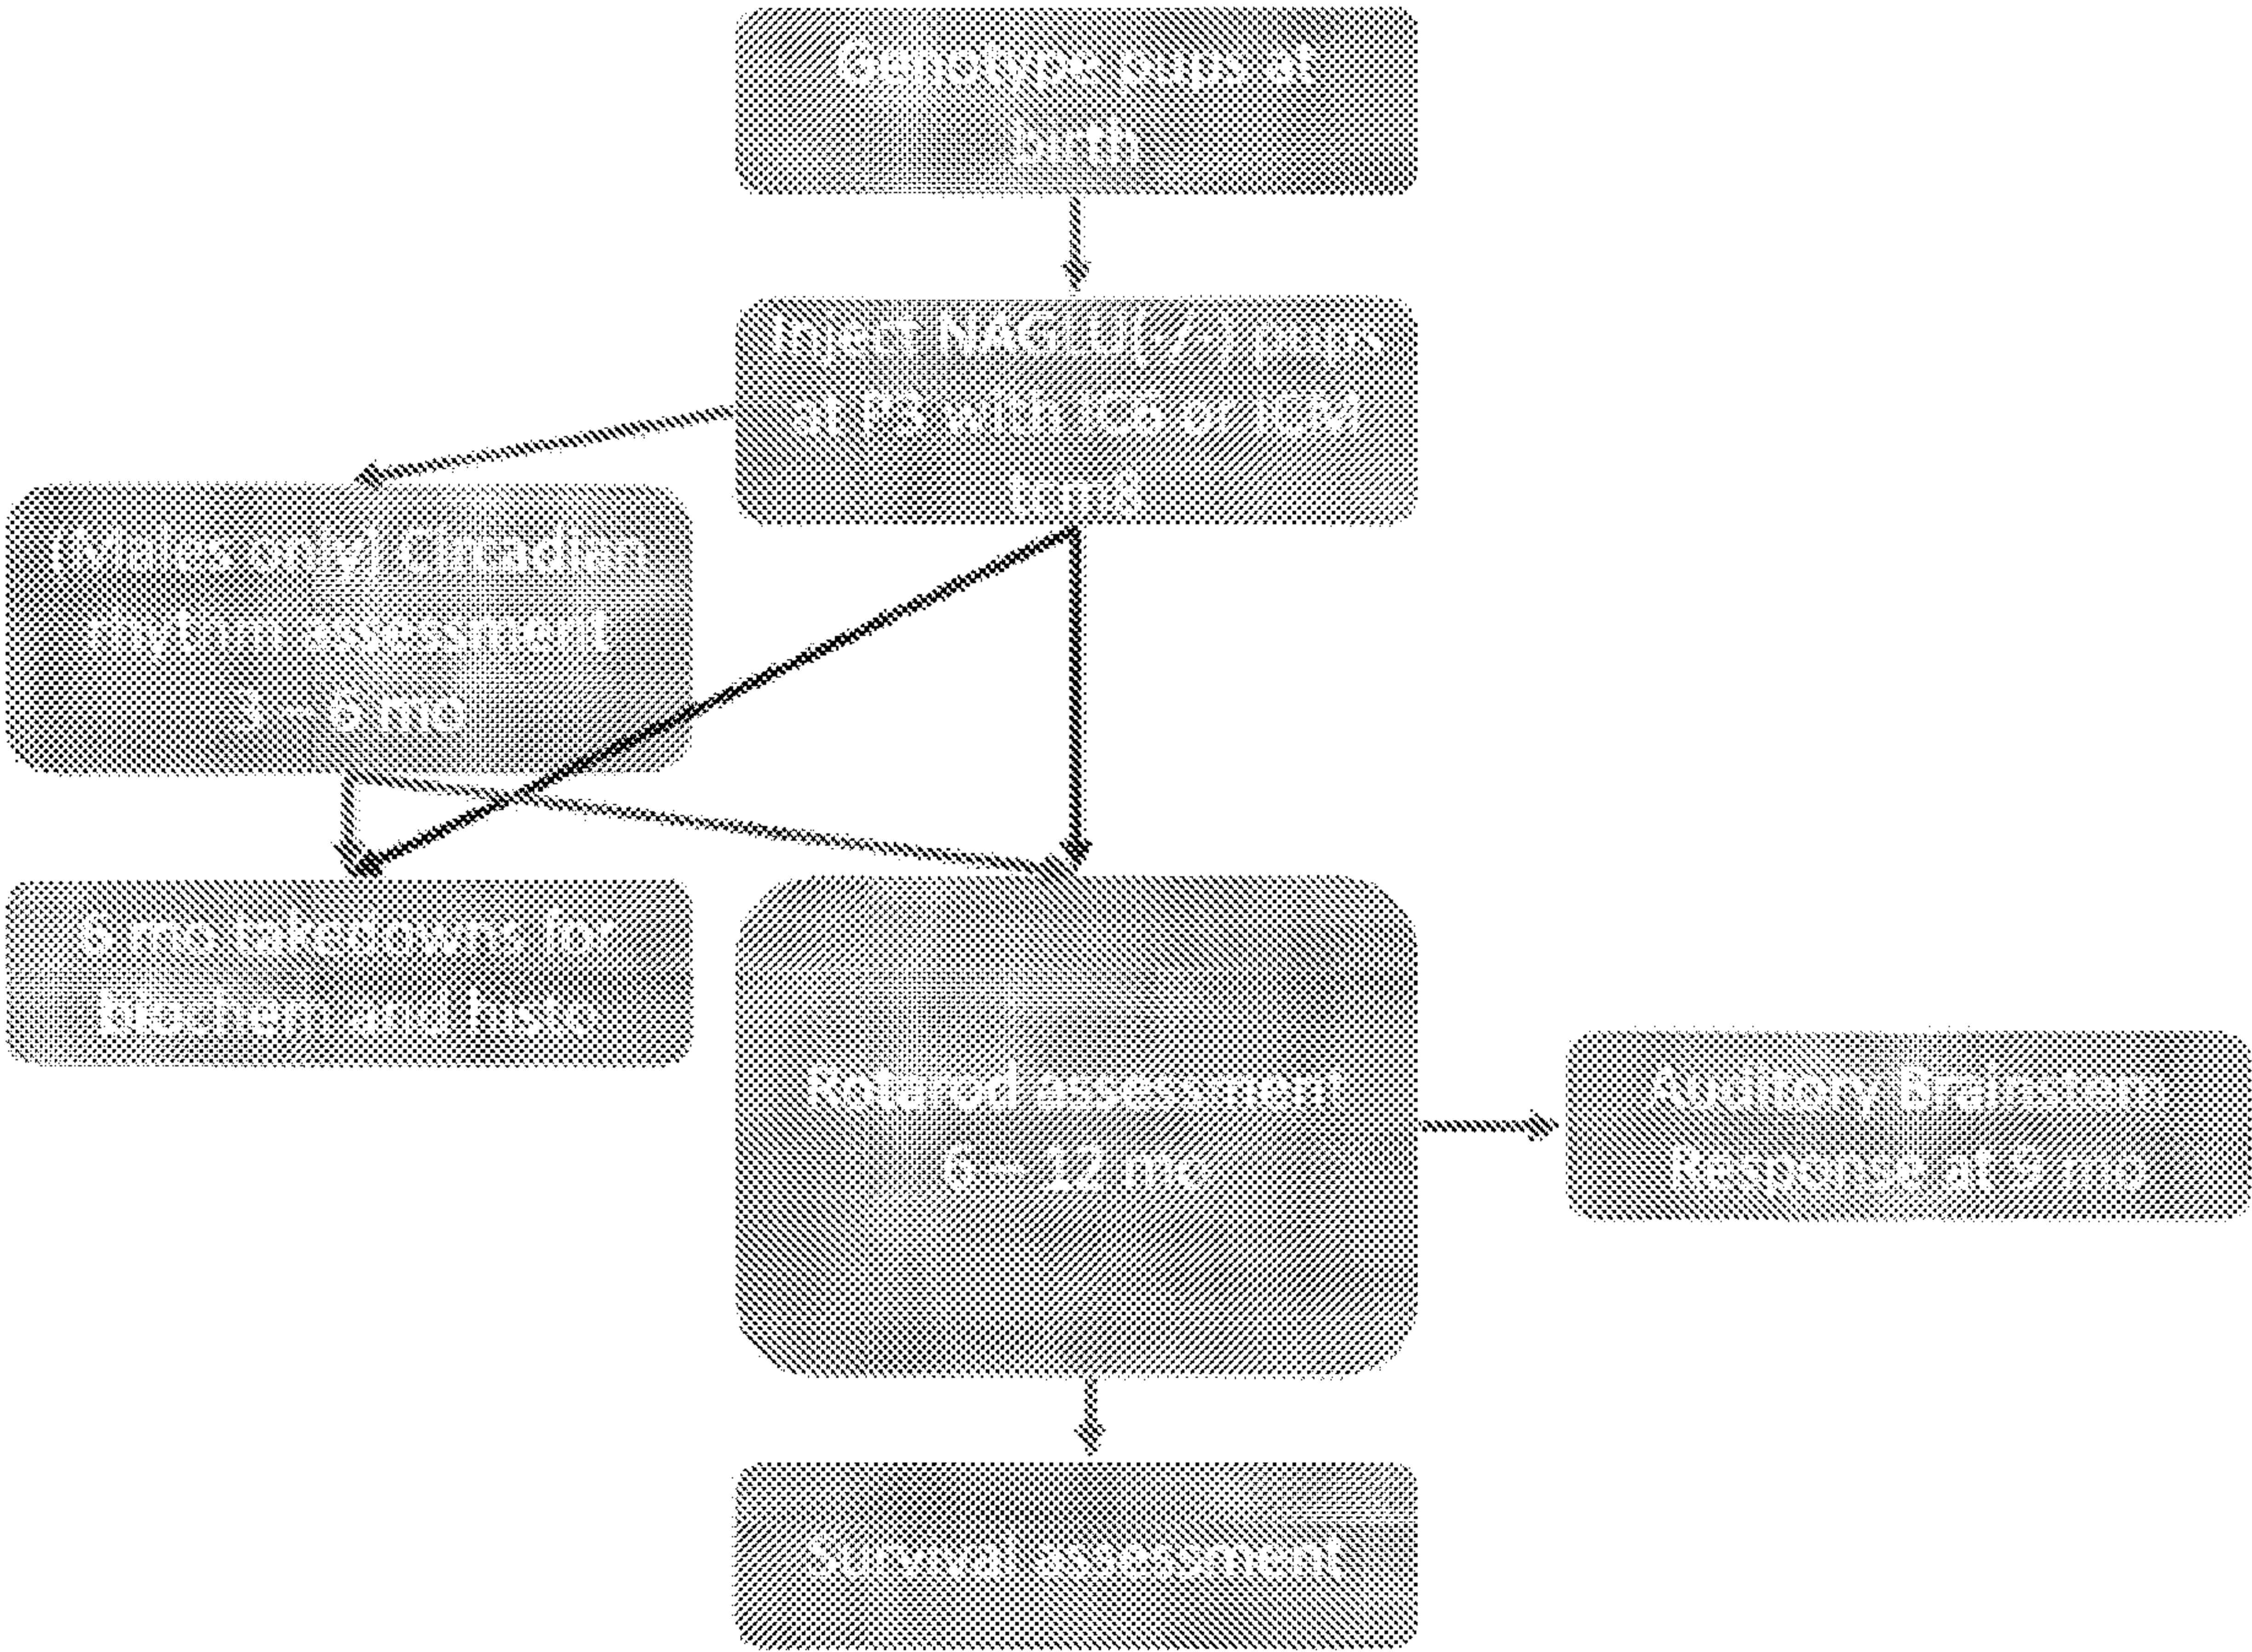 Genotype pups at
birth
Inject NAGLU(-/-) pups
at P3 with ICB or ICM
(Males only) Circadian
rhythm assessment
3 – 6 mo
6 mo takedowns for
biochem and histo
Rotarod assessment
6 – 12 mo
Auditory Brainstem
Response at 9 mo
Survival assessment